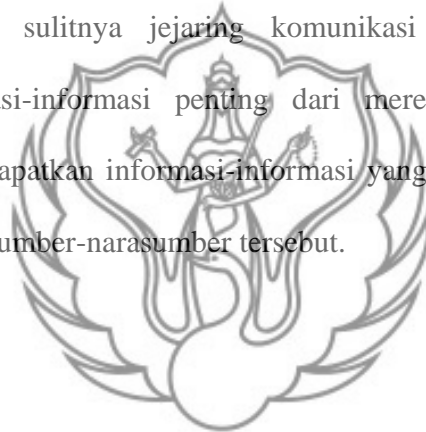 sulitnya jejaring komunikasi
si-informasi penting dari mere
apatkan informasi-informasi yang
umber-narasumber tersebut.